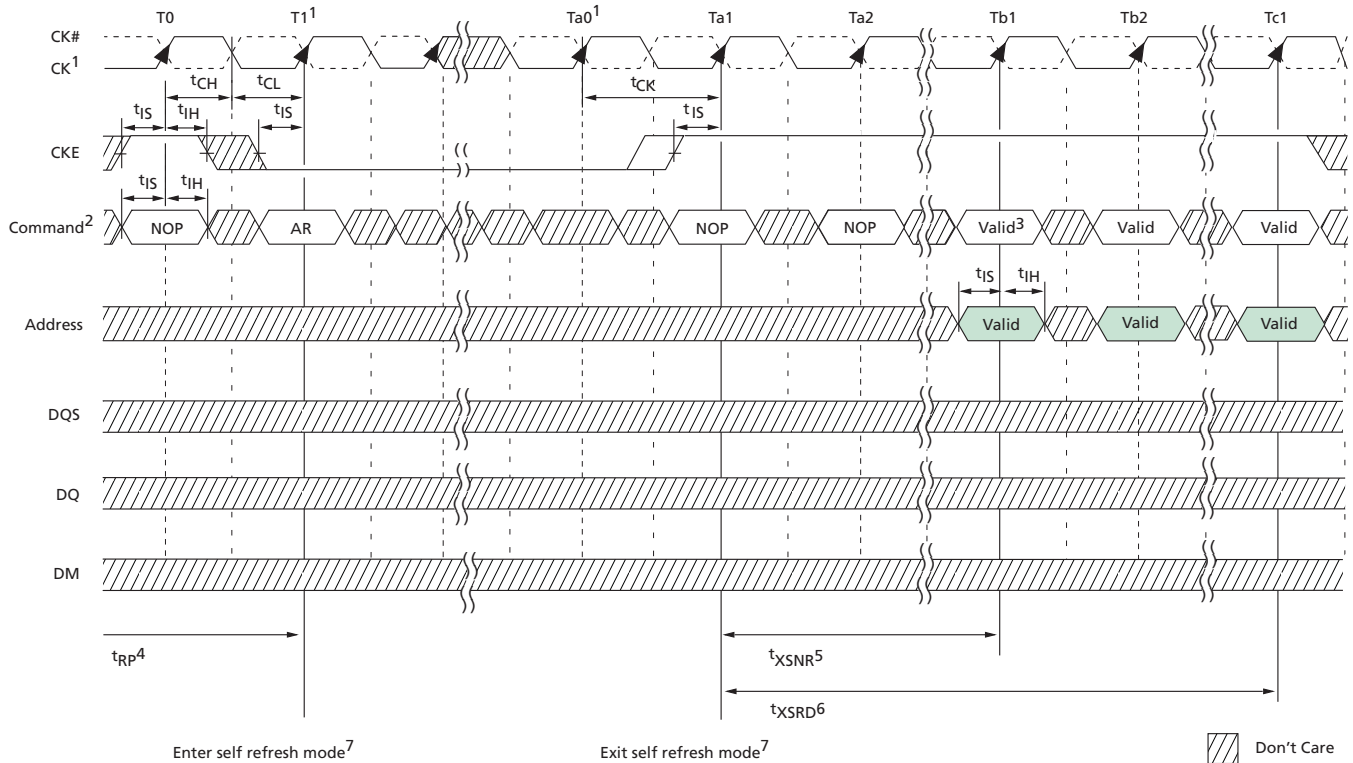 T0 T1¹ Ta0¹ Ta1 Ta2 Tb1 Tb2 Tc1
CK#
CK¹
tCH tCL tCK
tIS tIH tIS tIS
CKE
tIS tIH
Command² NOP AR NOP NOP Valid³ Valid Valid
tIS tIH
Address Valid Valid Valid
DQS
DQ
DM
tRP⁴ tXSNR⁵
tXSRD⁶
Enter self refresh mode⁷ Exit self refresh mode⁷ Don't Care